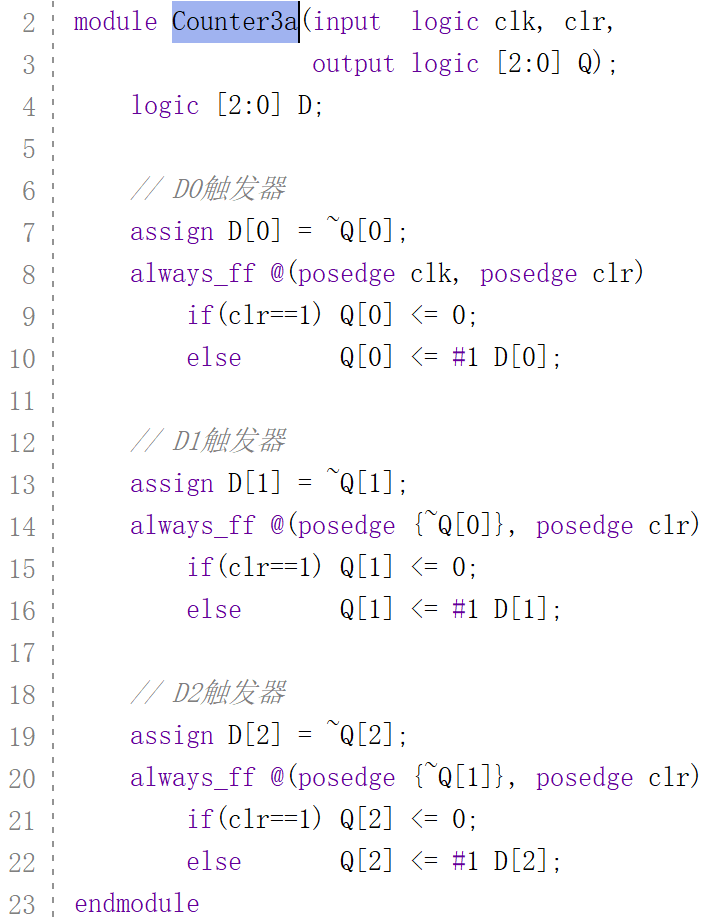 2 module Counter3a(input  logic clk, clr,
3                  output logic [2:0] Q);
4     logic [2:0] D;
5
6     // D0触发器
7     assign D[0] = ~Q[0];
8     always_ff @(posedge clk, posedge clr)
9         if(clr==1) Q[0] <= 0;
10         else       Q[0] <= #1 D[0];
11
12     // D1触发器
13     assign D[1] = ~Q[1];
14     always_ff @(posedge {~Q[0]}, posedge clr)
15         if(clr==1) Q[1] <= 0;
16         else       Q[1] <= #1 D[1];
17
18     // D2触发器
19     assign D[2] = ~Q[2];
20     always_ff @(posedge {~Q[1]}, posedge clr)
21         if(clr==1) Q[2] <= 0;
22         else       Q[2] <= #1 D[2];
23 endmodule